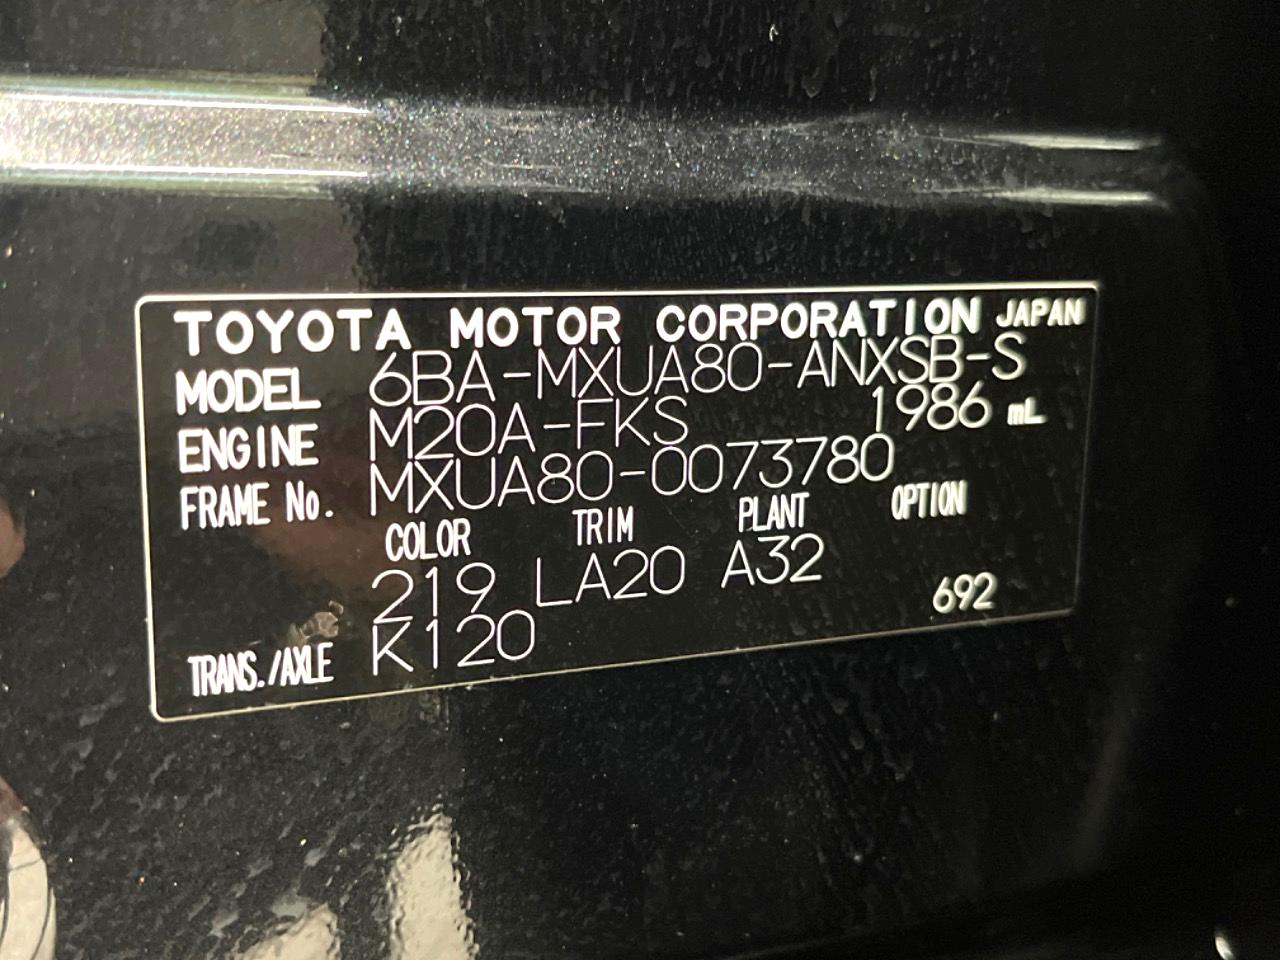 TOYOTA MOTOR CORPORATION JAPAN
MODEL 6BA-MXUA80-ANXSB-S
ENGINE M20A-FKS 1986 mL
FRAME No. MXUA80-0073780
COLOR TRIM PLANT OPTION
219 LA20 A32
692
TRANS./AXLE K120